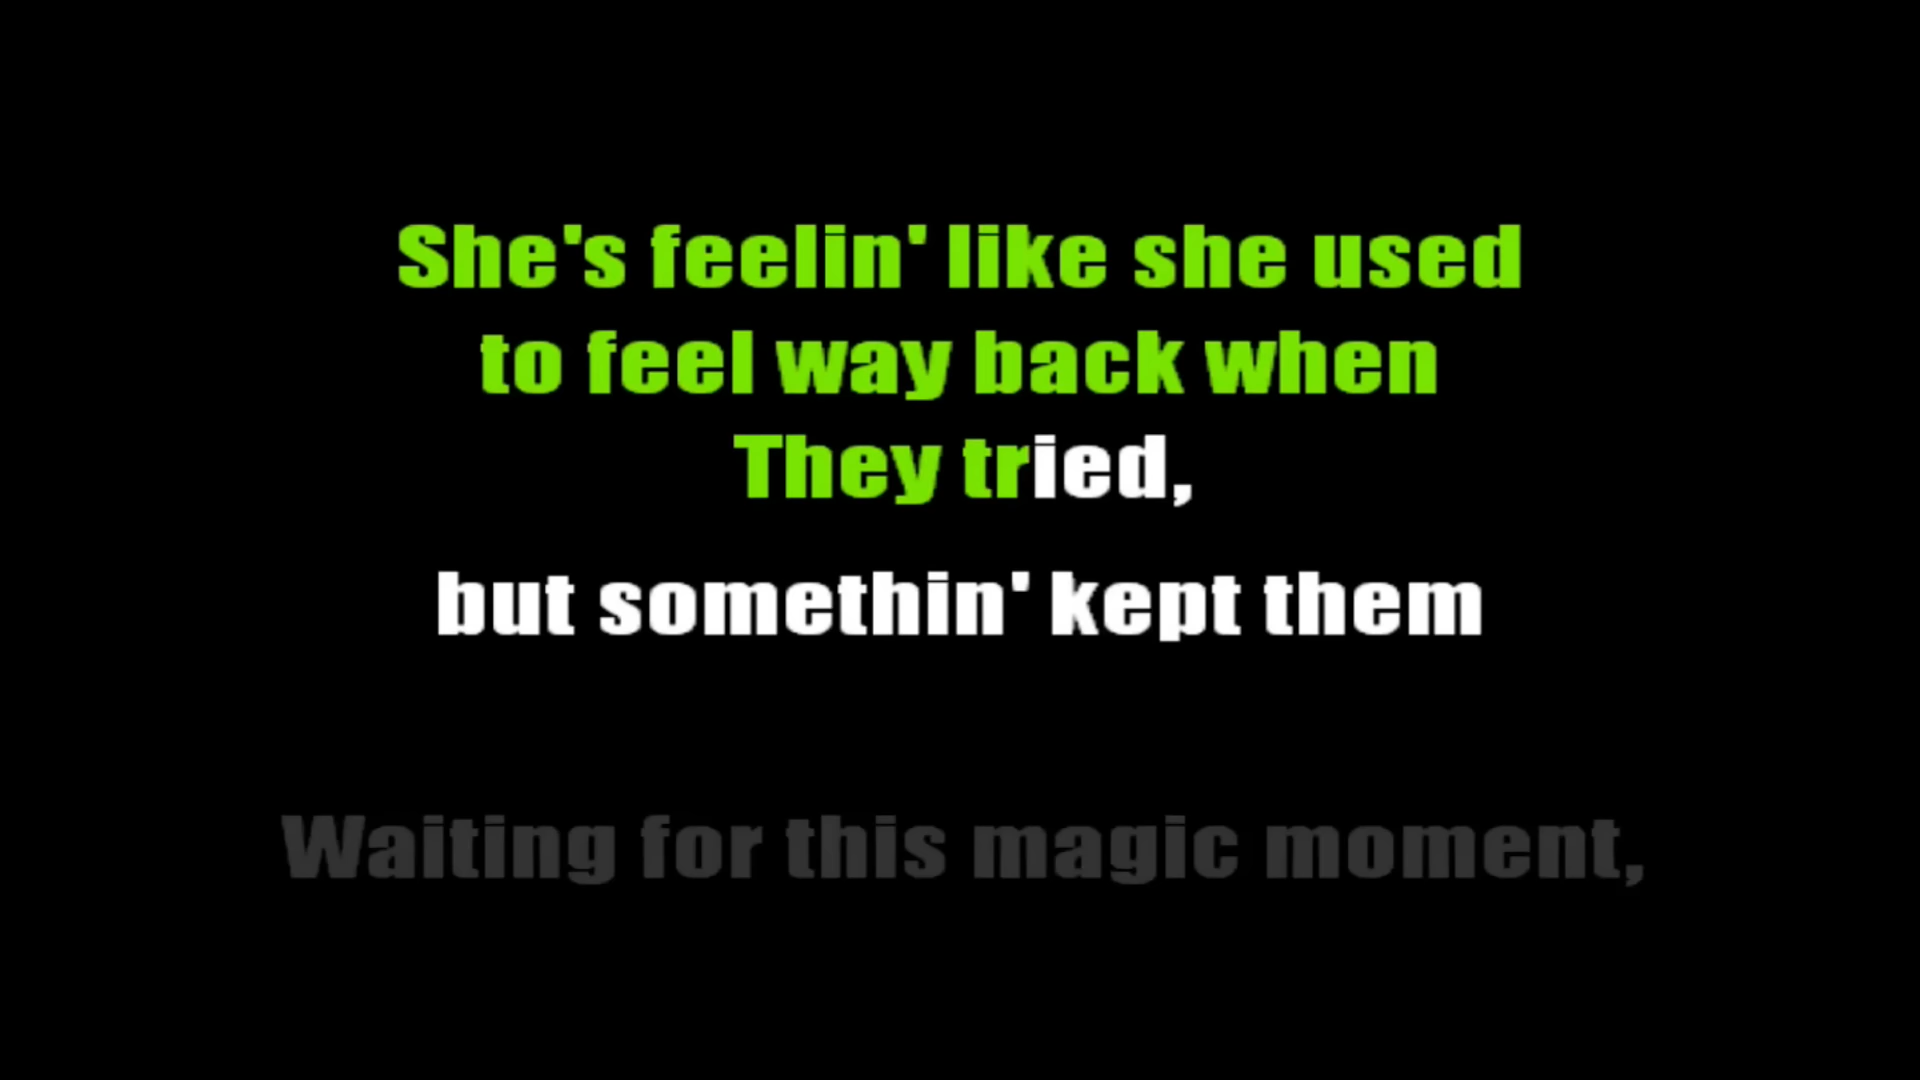 She's feelin' like she used
to feel way back when
They tried,
but somethin' kept them
Waiting for this magic moment,